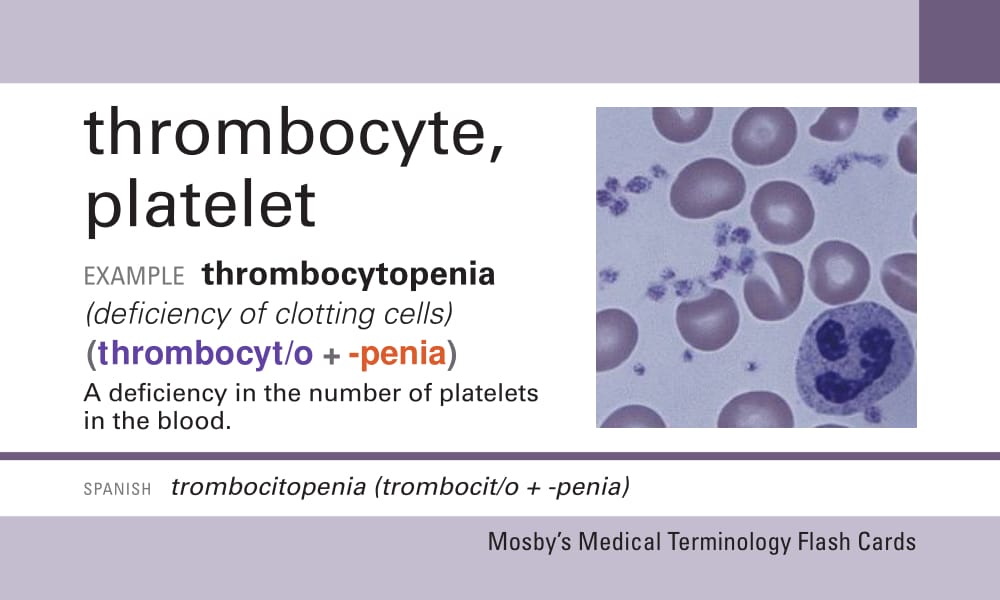 thrombocyte,
platelet
EXAMPLE thrombocytopenia
(deficiency of clotting cells)
(thrombocyt/o + -penia)
A deficiency in the number of platelets
in the blood.
SPANISH trombocitopenia (trombocit/o + -penia)
Mosby's Medical Terminology Flash Cards